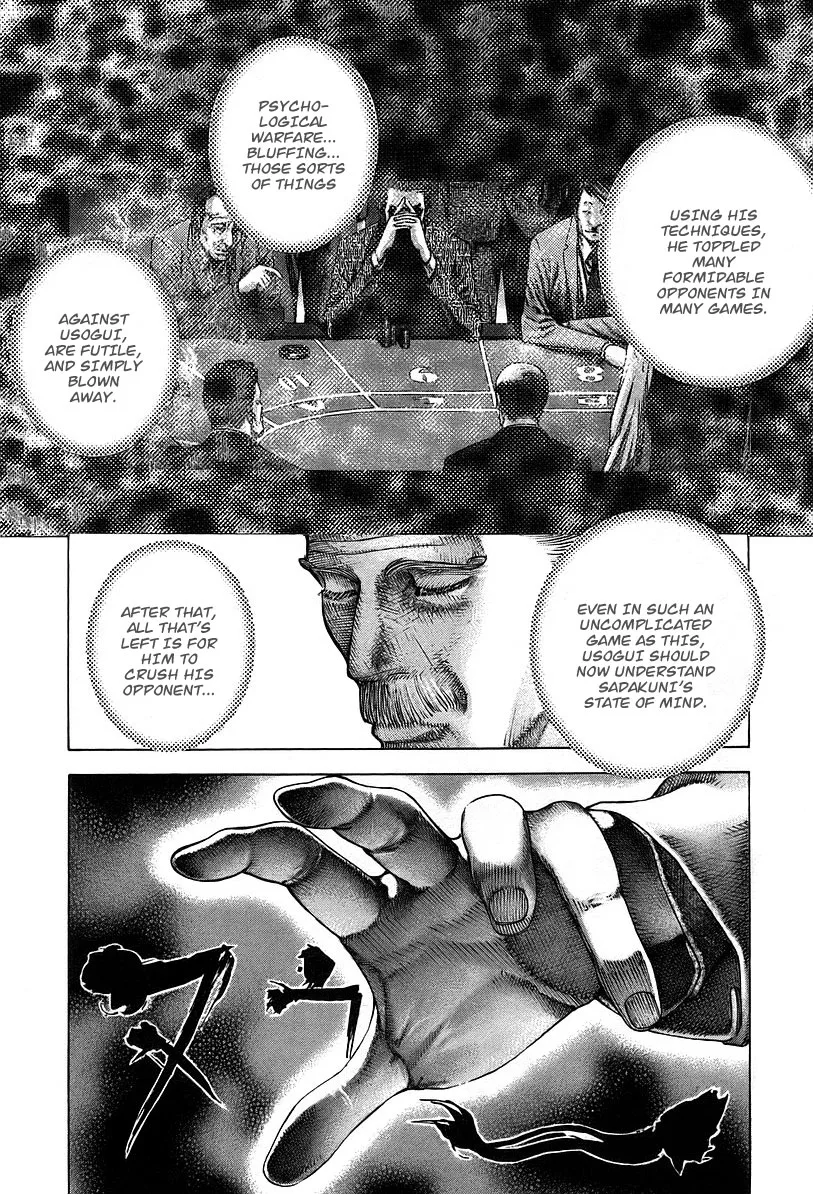 USING HIS
TECHNIQUES,
HE TOPPLED
MANY
FORMIDABLE
OPPONENTS IN
MANY GAMES.
PSYCHO-
LOGICAL
WARFARE...
BLUFFING...
THOSE SORTS
OF THINGS
AGAINST
USOGUI,
ARE FUTILE,
AND SIMPLY
BLOWN
AWAY.
EVEN IN SUCH AN
UNCOMPLICATED
GAME AS THIS,
USOGUI SHOULD
NOW UNDERSTAND
SADAKUNI'S
STATE OF MIND.
AFTER THAT,
ALL THAT'S
LEFT IS FOR
HIM TO
CRUSH HIS
OPPONENT...